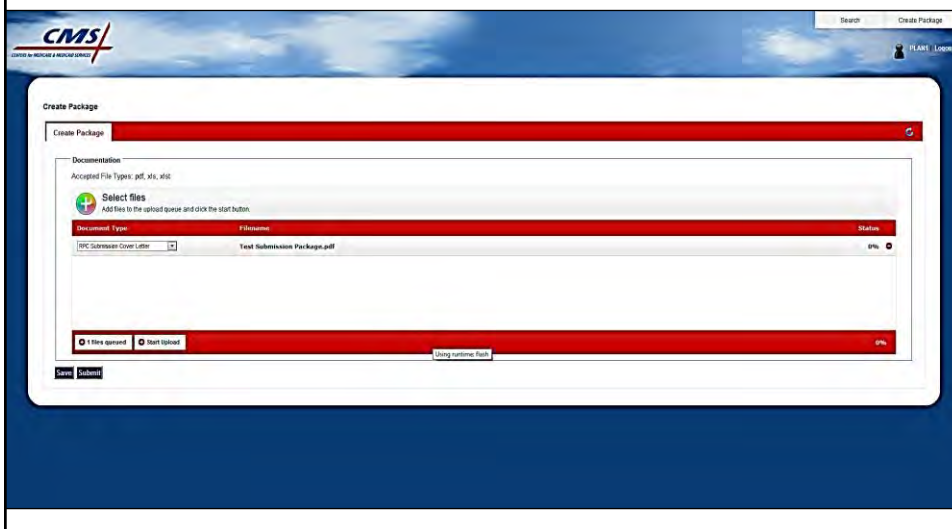 Search Create Package
CMS
CENTERS for MEDICARE & MEDICAID SERVICES
PLAN1 Logout
Create Package
Create Package
Documentation
Accepted File Types: pdf, xls, xlsx
Select files
Add files to the upload queue and click the start button.
Document Type Filename Status
RPC Submission Cover Letter Test Submission Package.pdf 0%
1 files queued Start Upload 0%
Using runtime: flash
Save Submit